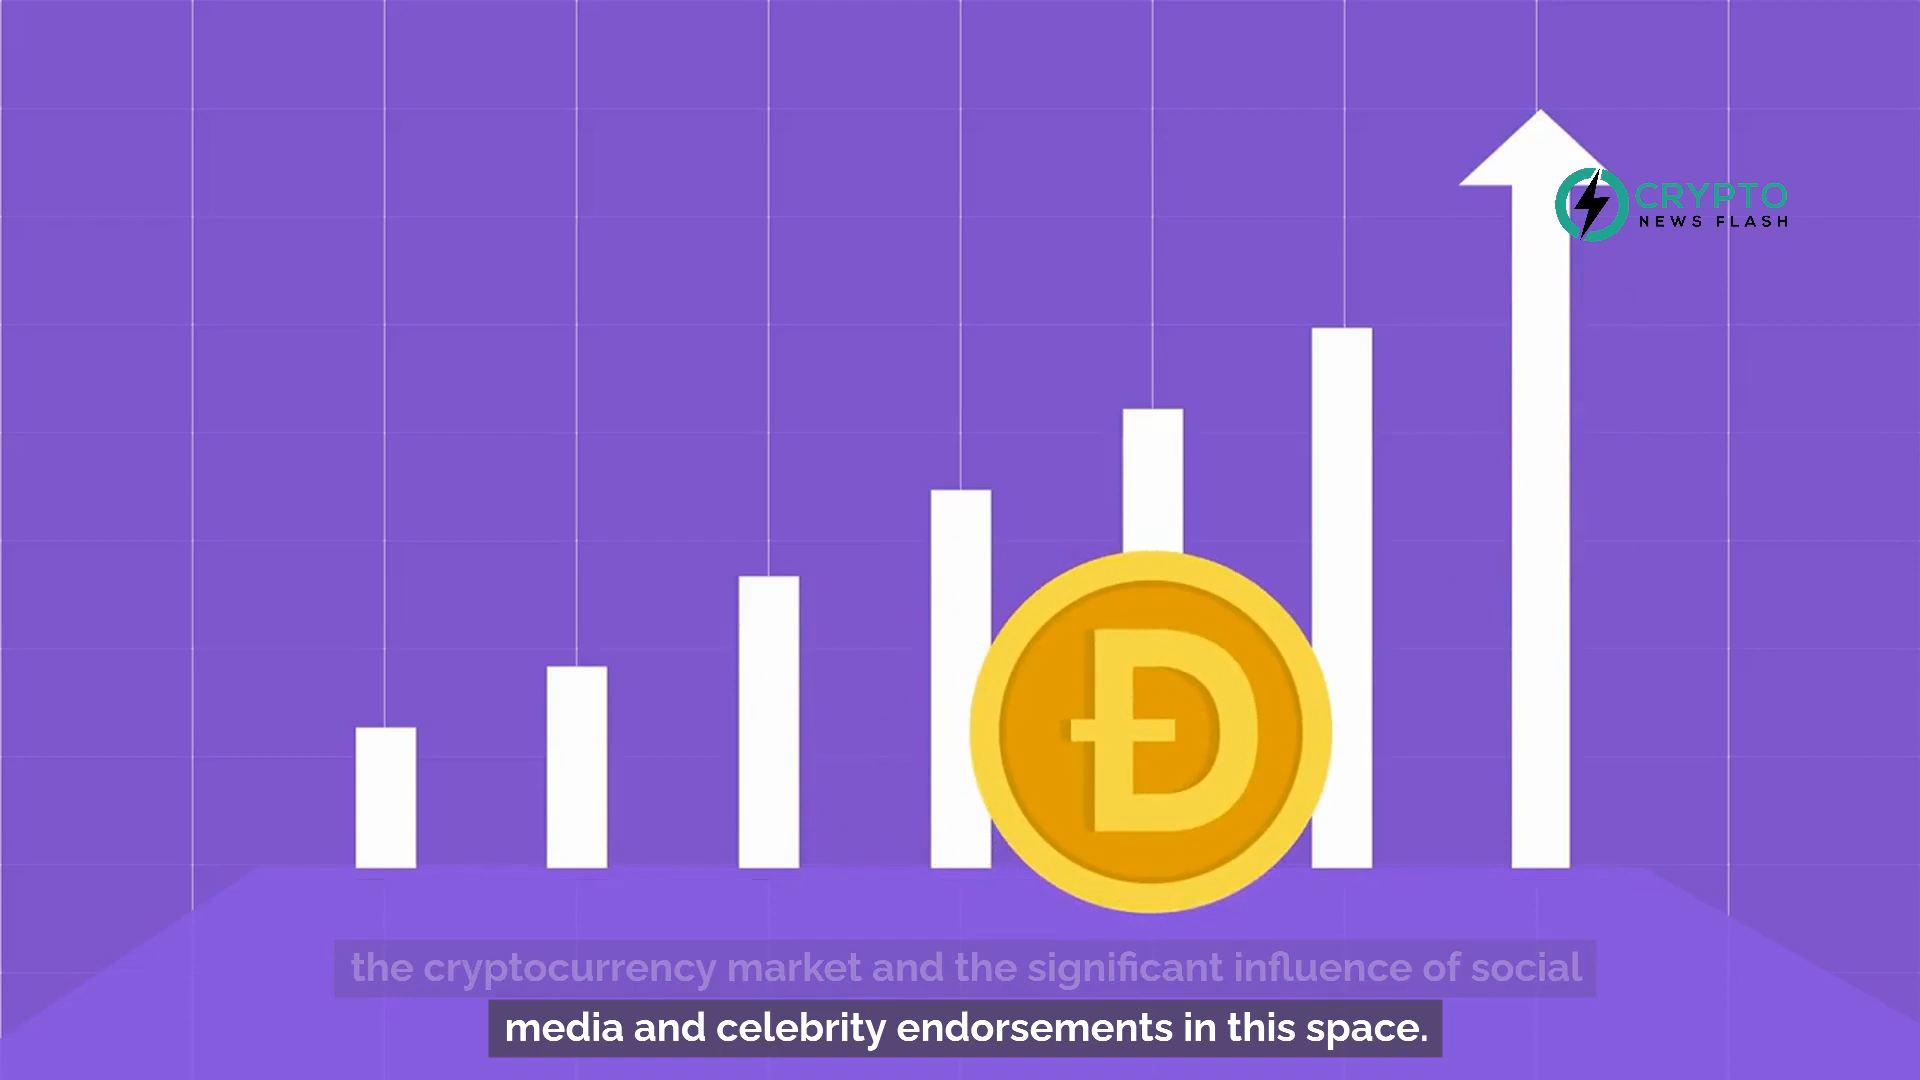 CRYPTO
NEWS FLASH
Ð
the cryptocurrency market and the significant influence of social
media and celebrity endorsements in this space.